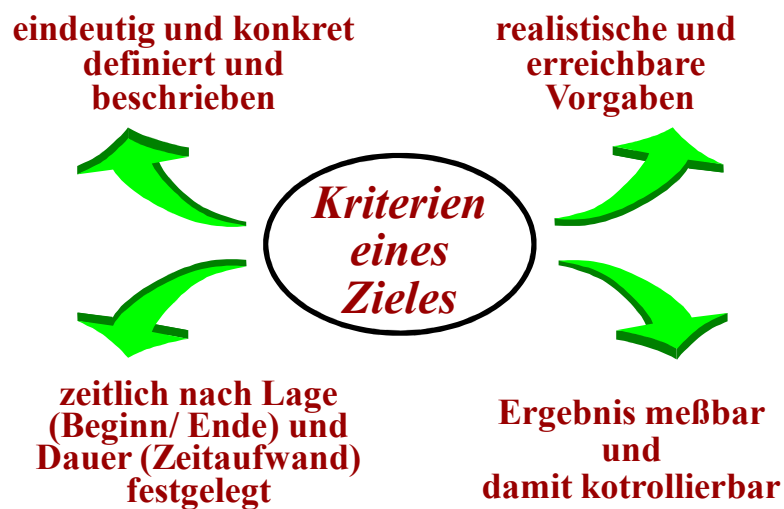 eindeutig und konkret
definiert und
beschrieben
realistische und
erreichbare
Vorgaben
Kriterien
eines
Zieles
zeitlich nach Lage
(Beginn/ Ende) und
Dauer (Zeitaufwand)
festgelegt
Ergebnis meßbar
und
damit kotrollierbar